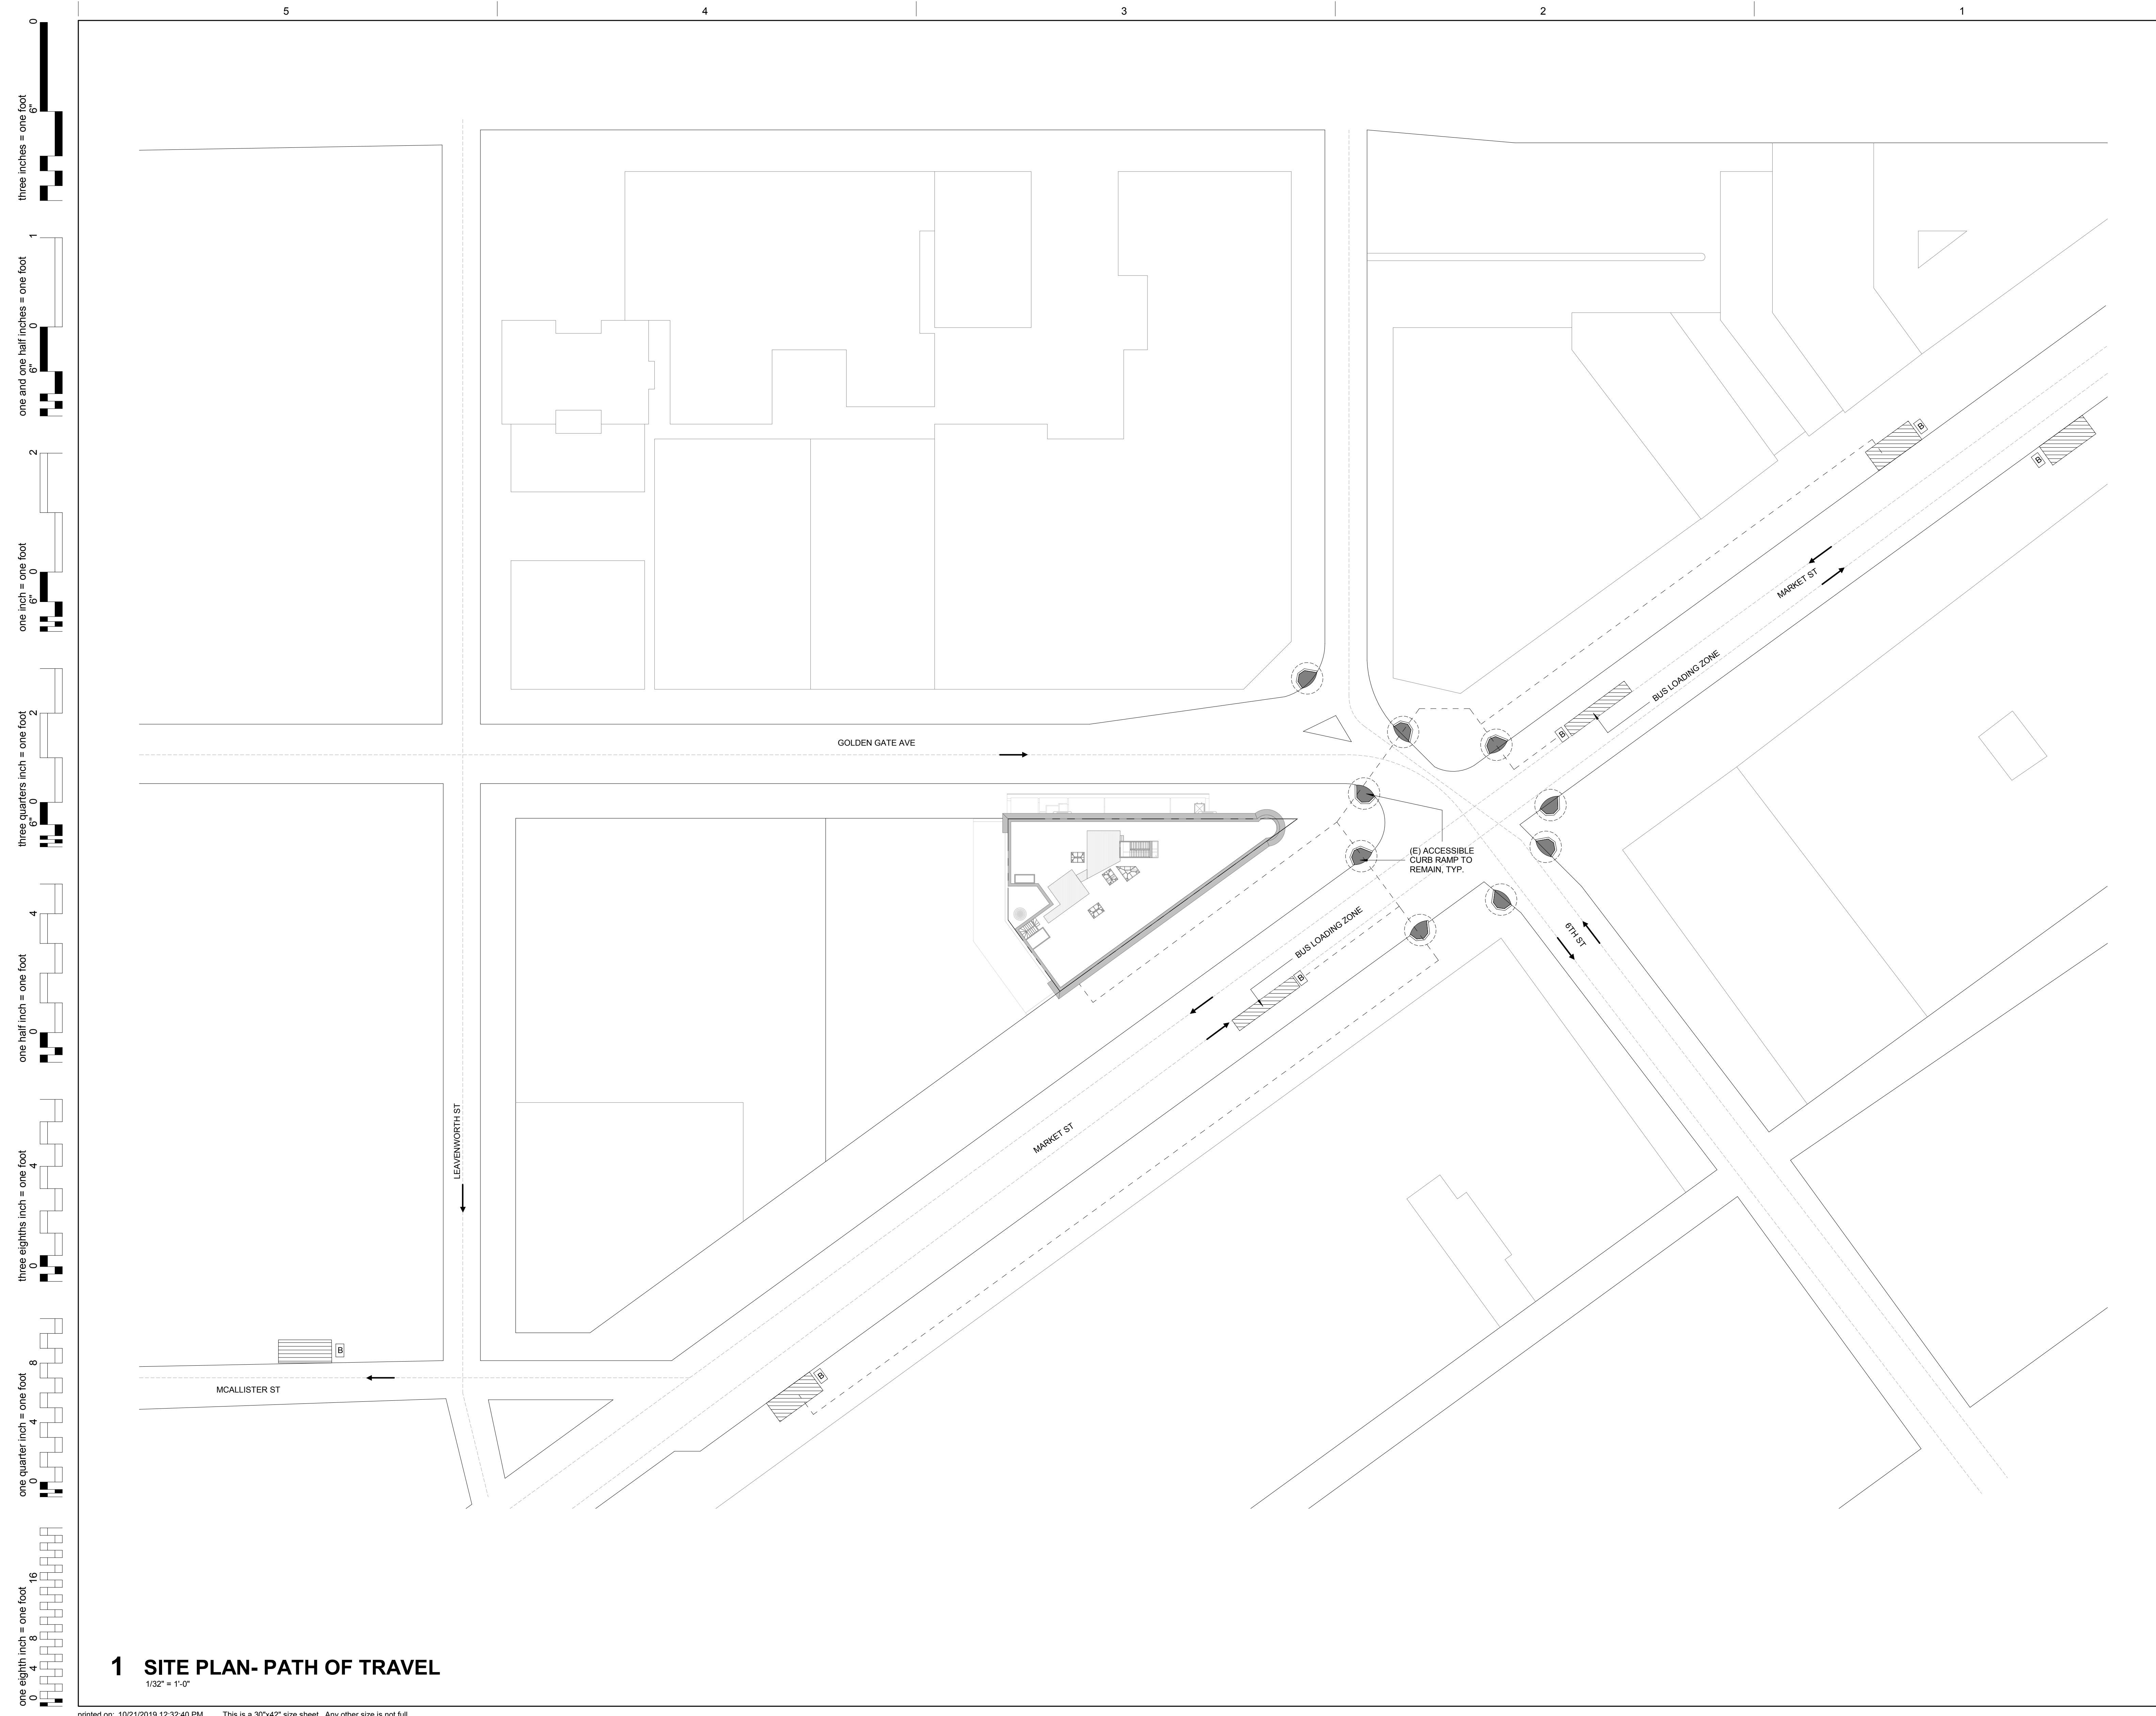 5
4
3
2
1
0
6"
three inches = one foot
1
0
6"
one and one half inches = one foot
2
0
6"
one inch = one foot
2
0
6"
three quarters inch = one foot
4
0
one half inch = one foot
4
0
three eighths inch = one foot
8
4
0
one quarter inch = one foot
16
8
4
0
one eighth inch = one foot
B
B
MARKET ST
BUS LOADING ZONE
B
GOLDEN GATE AVE
(E) ACCESSIBLE
CURB RAMP TO
REMAIN, TYP.
BUS LOADING ZONE
B
6TH ST
MARKET ST
LEAVENWORTH ST
B
MCALLISTER ST
B
1 SITE PLAN- PATH OF TRAVEL
1/32" = 1'-0"
printed on: 10/21/2019 12:32:40 PM This is a 30"x42" size sheet. Any other size is not full